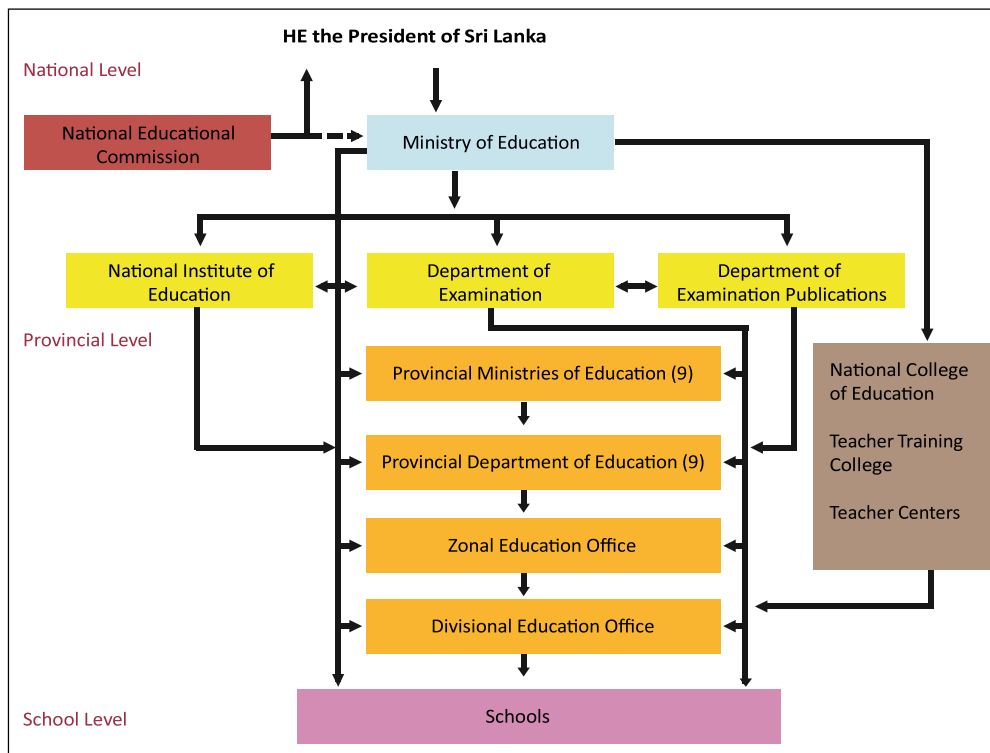 HE the President of Sri Lanka
National Level
National Educational
Commission
Ministry of Education
National Institute of
Education
Department of
Examination
Department of
Examination Publications
Provincial Level
Provincial Ministries of Education (9)
National College
of Education
Teacher Training
College
Teacher Centers
Provincial Department of Education (9)
Zonal Education Office
Divisional Education Office
School Level
Schools